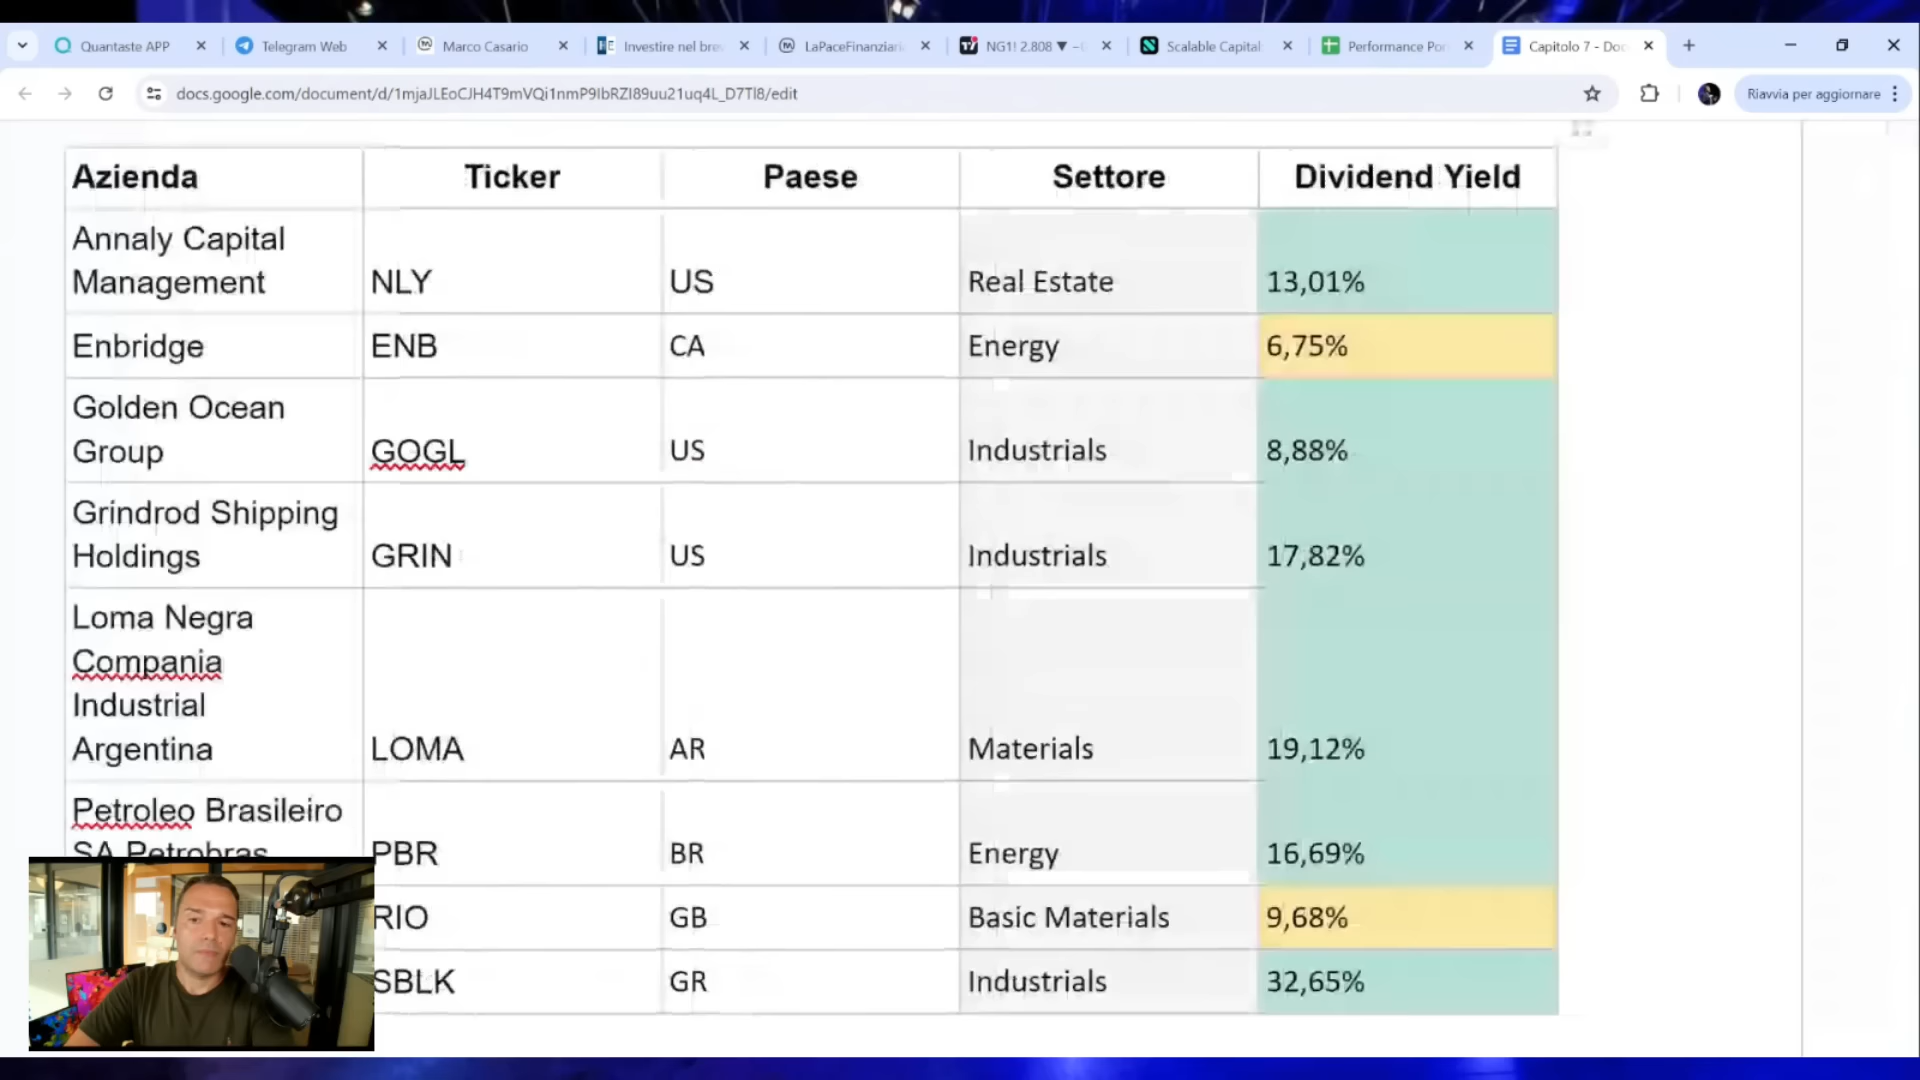 Quantaste APP
Telegram Web
Marco Casario
Investire nel bre
LaPaceFinanziari
NG1! 2.808 ▼
Scalable Capital
Performance Por
Capitolo 7 - Doc
docs.google.com/document/d/
/edit
Riavvia per aggiornare
Azienda Ticker Paese Settore Dividend Yield
Annaly Capital
Management NLY US Real Estate 13,01%
Enbridge ENB CA Energy 6,75%
Golden Ocean
Group GOGL US Industrials 8,88%
Grindrod Shipping
Holdings GRIN US Industrials 17,82%
Loma Negra
Compania
Industrial
Argentina LOMA AR Materials 19,12%
Petroleo Brasileiro
SA Petrobras PBR BR Energy 16,69%
RIO GB Basic Materials 9,68%
SBLK GR Industrials 32,65%